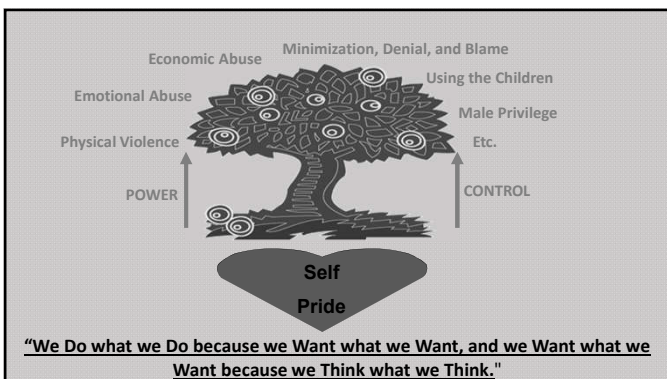 Minimization, Denial, and Blame
Economic Abuse
Using the Children
Emotional Abuse
Male Privilege
Physical Violence
Etc.
POWER
CONTROL
Self
Pride
“We Do what we Do because we Want what we Want, and we Want what we
Want because we Think what we Think."